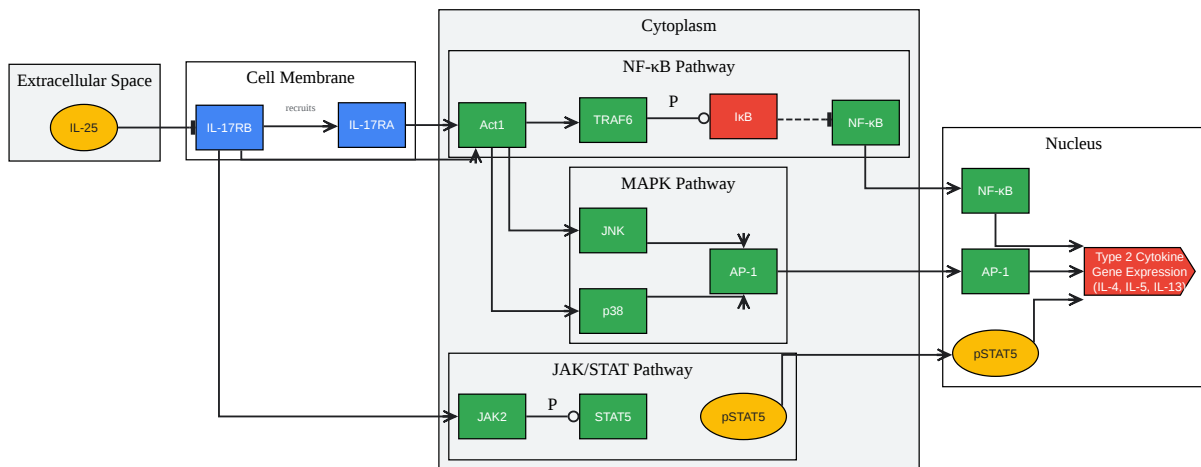 Cytoplasm
Extracellular Space
IL-25
Cell Membrane
IL-17RB
recruits
IL-17RA
NF-κB Pathway
Act1
TRAF6
P
IκB
NF-κB
MAPK Pathway
JNK
AP-1
p38
JAK/STAT Pathway
JAK2
P
STAT5
pSTAT5
Nucleus
NF-κB
AP-1
pSTAT5
Type 2 Cytokine
Gene Expression
(IL-4, IL-5, IL-13)